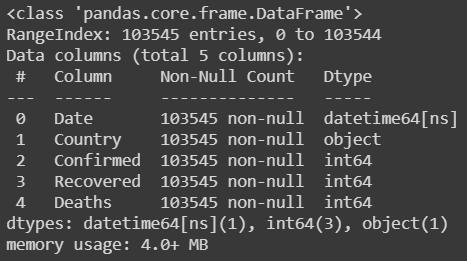 <class 'pandas.core.frame.DataFrame'>
RangeIndex: 103545 entries, 0 to 103544
Data columns (total 5 columns):
 #   Column     Non-Null Count   Dtype
---  ------     --------------   -----
 0   Date       103545 non-null  datetime64[ns]
 1   Country    103545 non-null  object
 2   Confirmed  103545 non-null  int64
 3   Recovered  103545 non-null  int64
 4   Deaths     103545 non-null  int64
dtypes: datetime64[ns](1), int64(3), object(1)
memory usage: 4.0+ MB